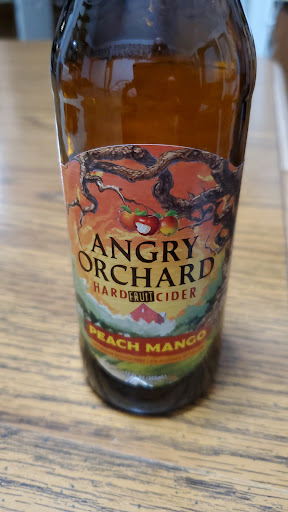 ANGRY
ORCHARD
HARD FRUIT CIDER
PEACH MANGO